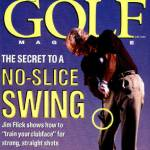 GOLF
MAGAZINE
THE SECRET TO A
NO-SLICE
SWING
Jim Flick shows how to
"train your clubface" for
strong, straight shots